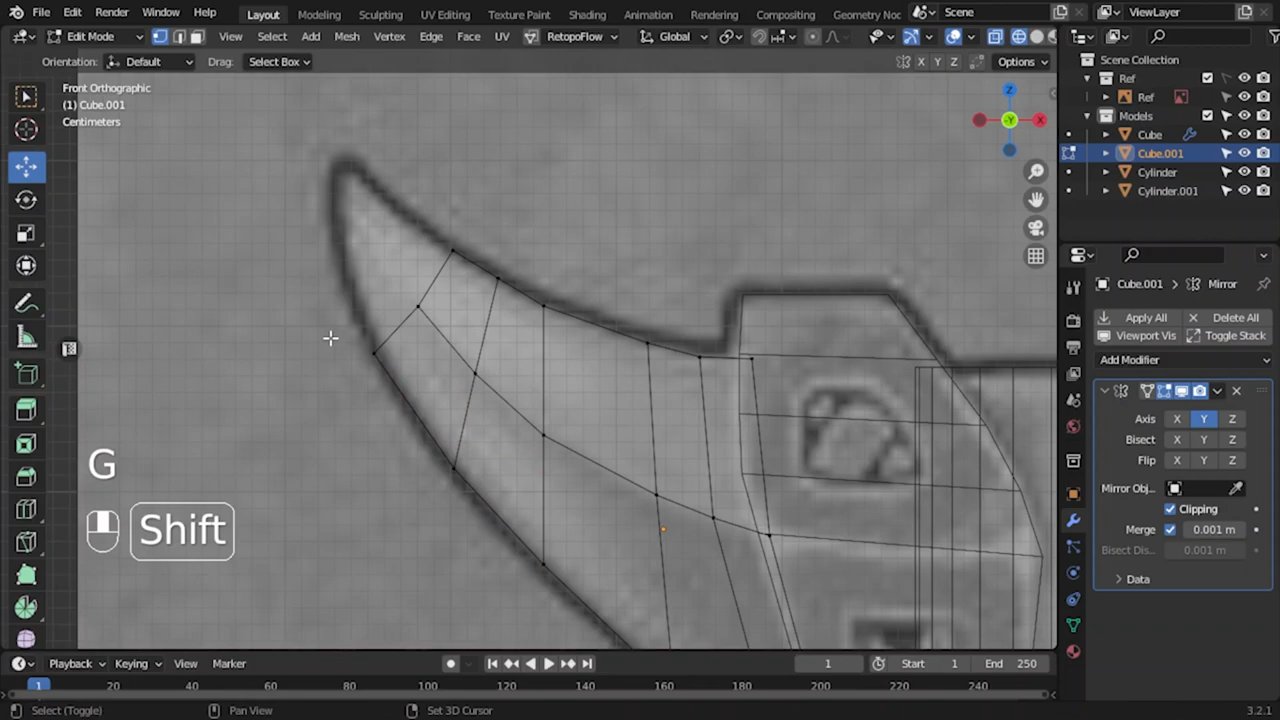 File Edit Render Window Help Layout Modeling Sculpting UV Editing Texture Paint Shading Animation Rendering Compositing Geometry Noc Scene ViewLayer
Edit Mode View Select Add Mesh Vertex Edge Face UV RetopoFlow Global
Orientation: Default Drag: Select Box X Y Z Options
Front Orthographic
(1) Cube.001
Centimeters
Z
-Y
X
Scene Collection
Ref
Ref
Models
Cube
Cube.001
Cylinder
Cylinder.001
Cube.001 Mirror
Apply All Delete All
Viewport Vis Toggle Stack
Add Modifier
Axis X Y Z
Bisect X Y Z
Flip X Y Z
Mirror Obj..
Clipping
Merge 0.001 m
Bisect Dis... 0.001 m
Data
G
Shift
Playback Keying View Marker 1 Start 1 End 250
1 20 40 60 80 100 120 140 160 180 200 220 240
Select (Toggle) Pan View Set 3D Cursor 3.2.1